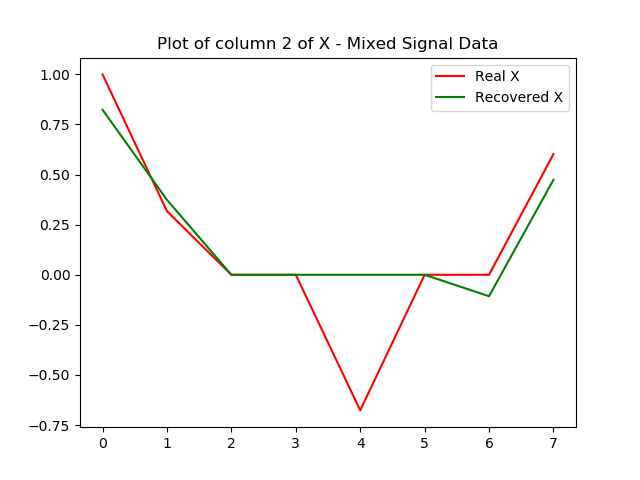 Plot of column 2 of X - Mixed Signal Data
Real X
Recovered X
1.00
0.75
0.50
0.25
0.00
−0.25
−0.50
−0.75
0 1 2 3 4 5 6 7